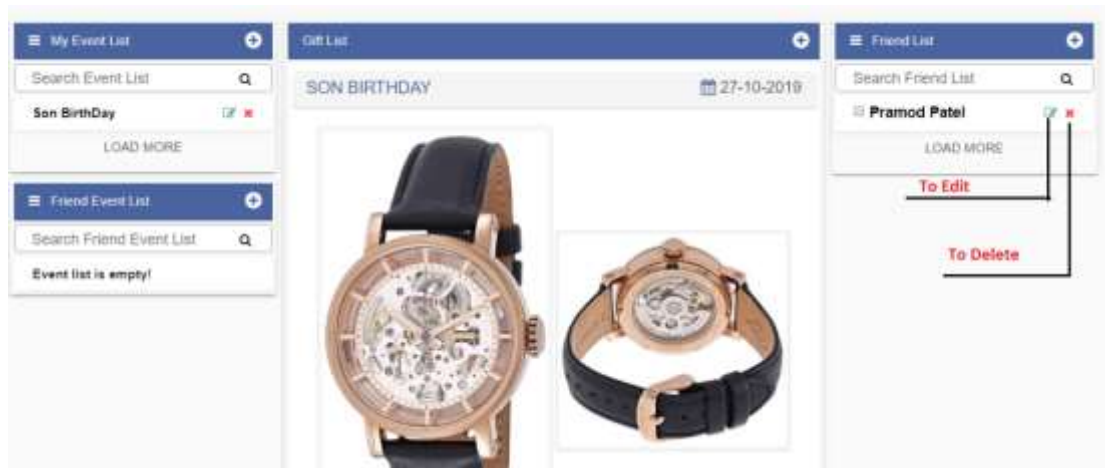 My Event List
Search Event List
Son BirthDay
LOAD MORE
Friend Event List
Search Friend Event List
Event list is empty!
Gift List
SON BIRTHDAY
27-10-2019
Friend List
Search Friend List
Pramod Patel
LOAD MORE
To Edit
To Delete